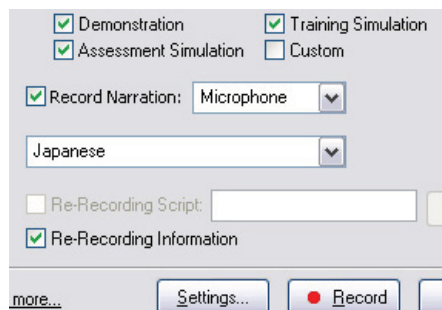 Demonstration Training Simulation
Assessment Simulation Custom
Record Narration: Microphone
Japanese
Re-Recording Script:
Re-Recording Information
more... Settings... Record